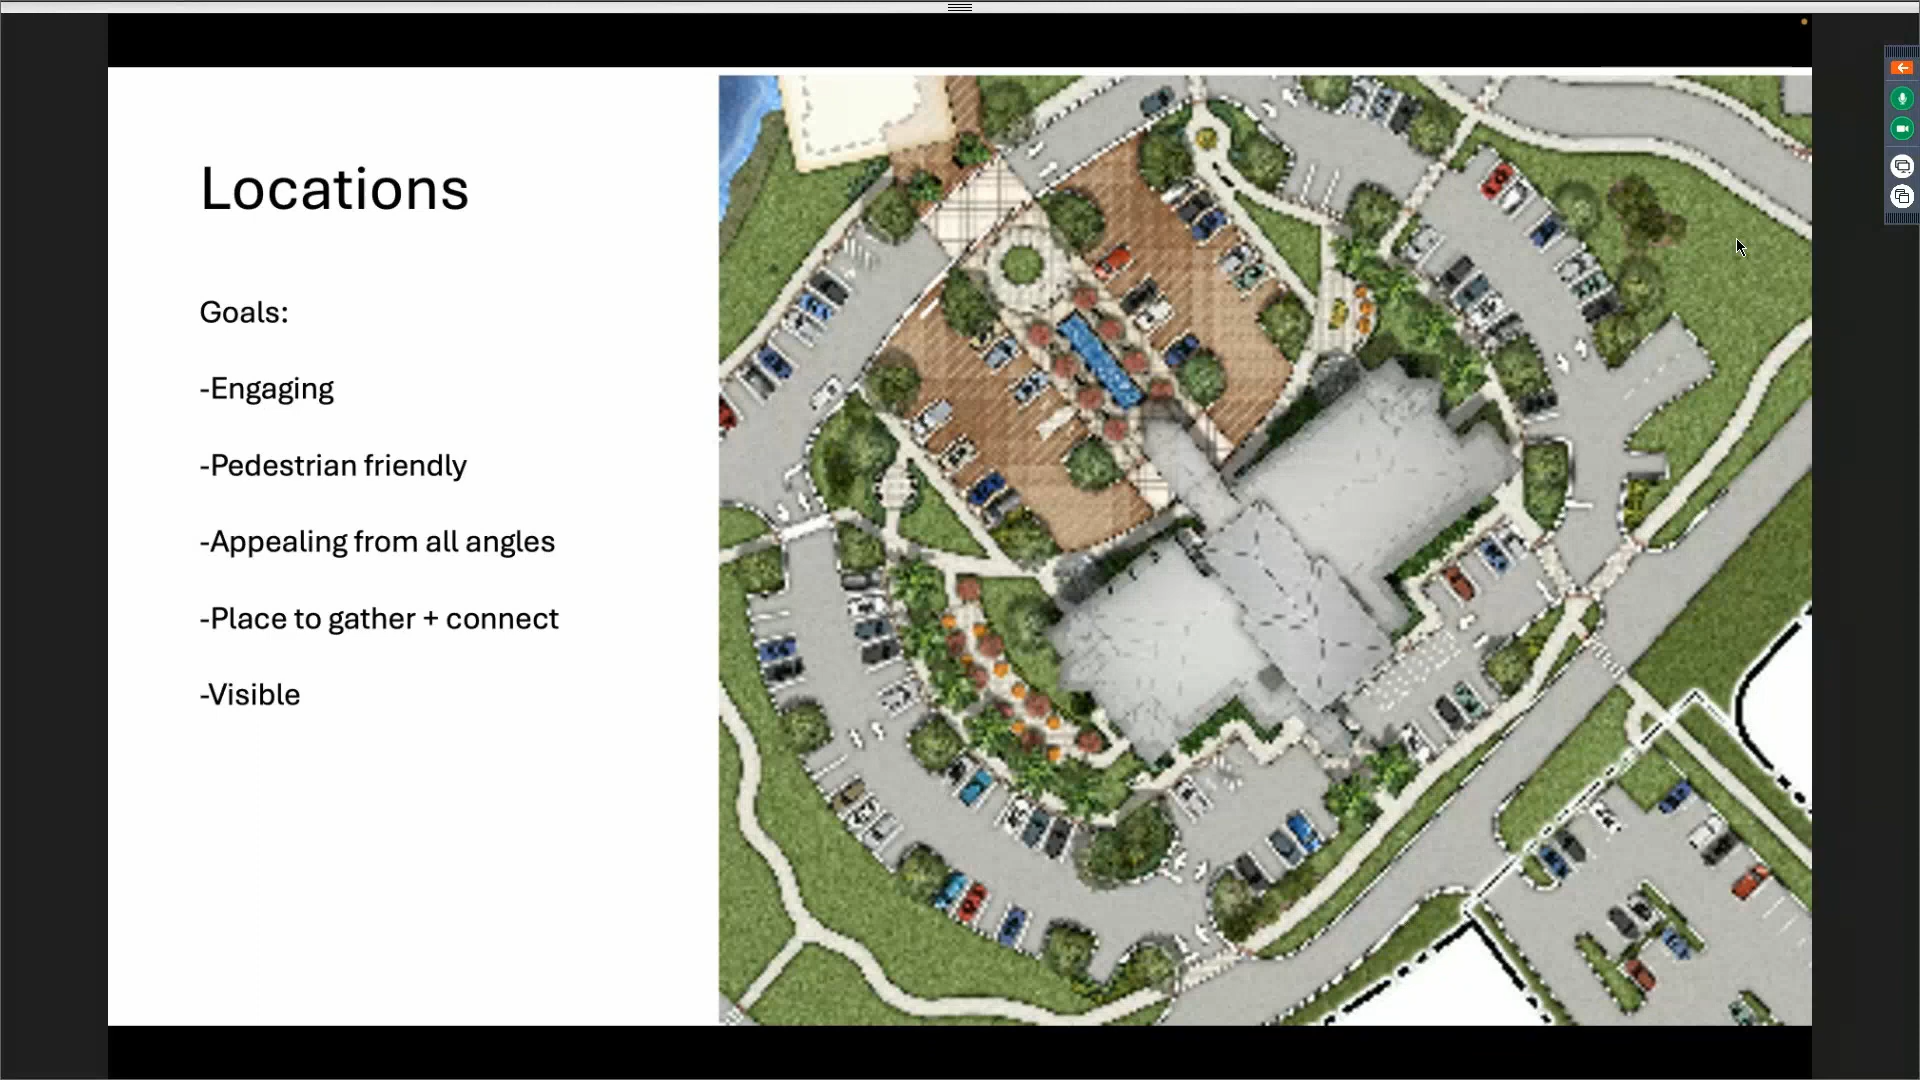 Locations
Goals:
-Engaging
-Pedestrian friendly
-Appealing from all angles
-Place to gather + connect
-Visible